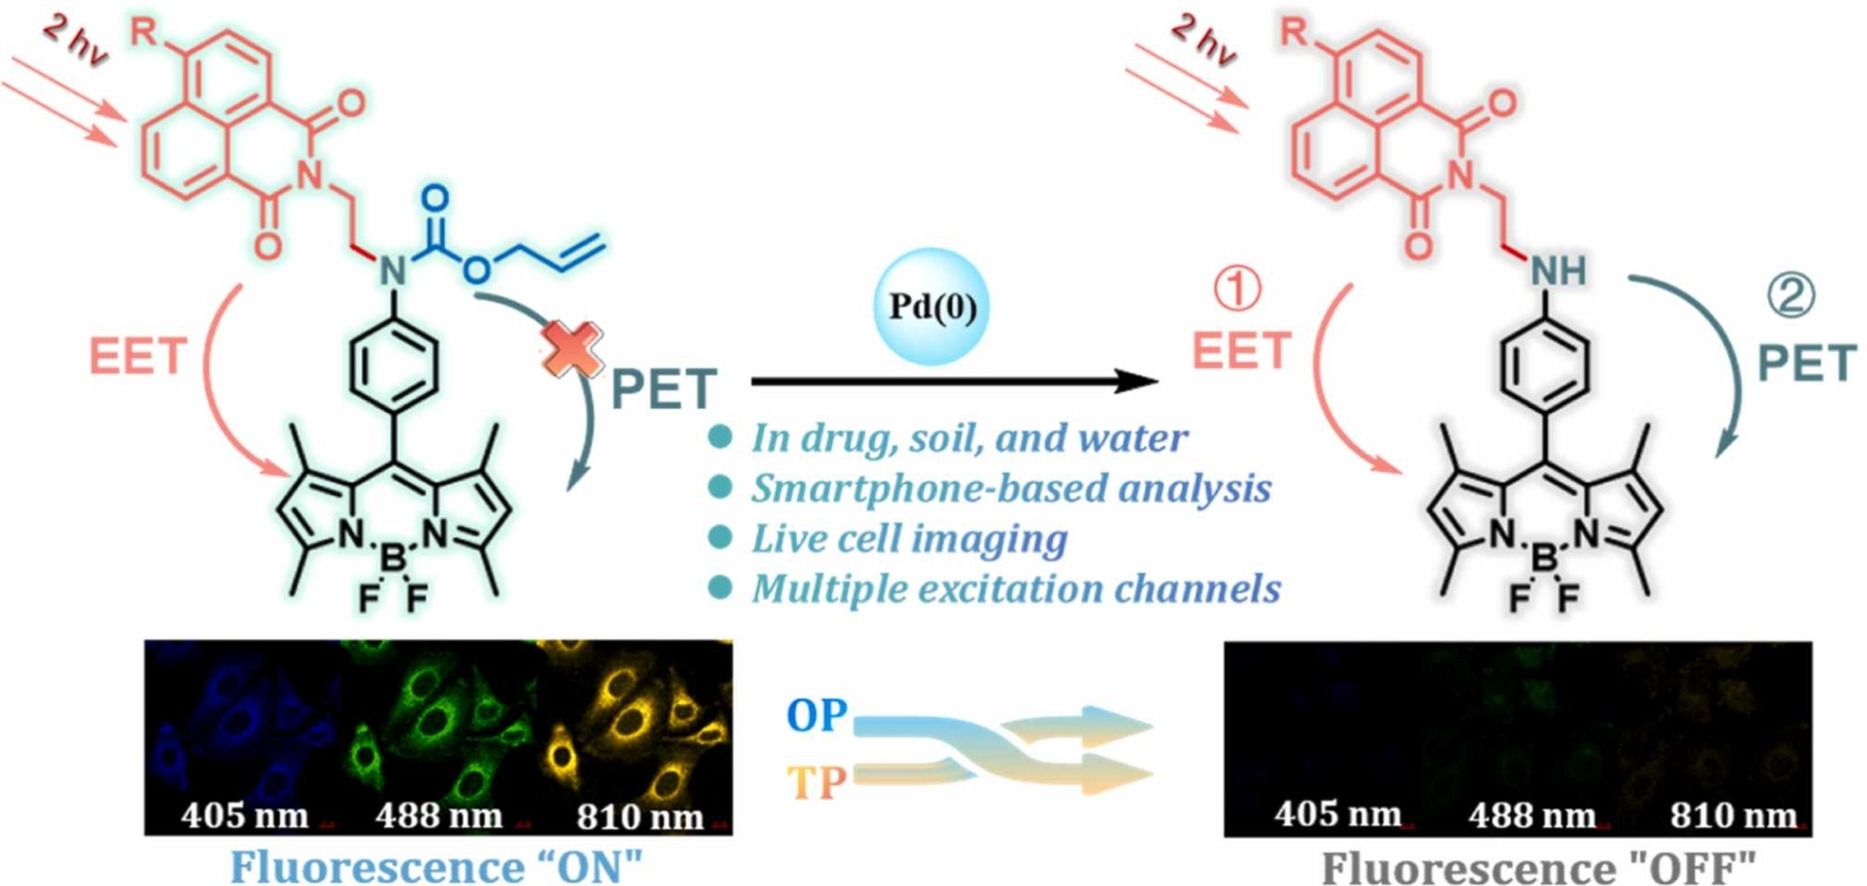 2 hv
R
O
N
O
O
O
N
EET
PET
N
N
B
F
F
Pd(0)
In drug, soil, and water
Smartphone-based analysis
Live cell imaging
Multiple excitation channels
2 hv
R
O
N
O
NH
①
EET
②
PET
N
N
B
F
F
405 nm
488 nm
810 nm
Fluorescence “ON"
OP
TP
405 nm
488 nm
810 nm
Fluorescence "OFF"